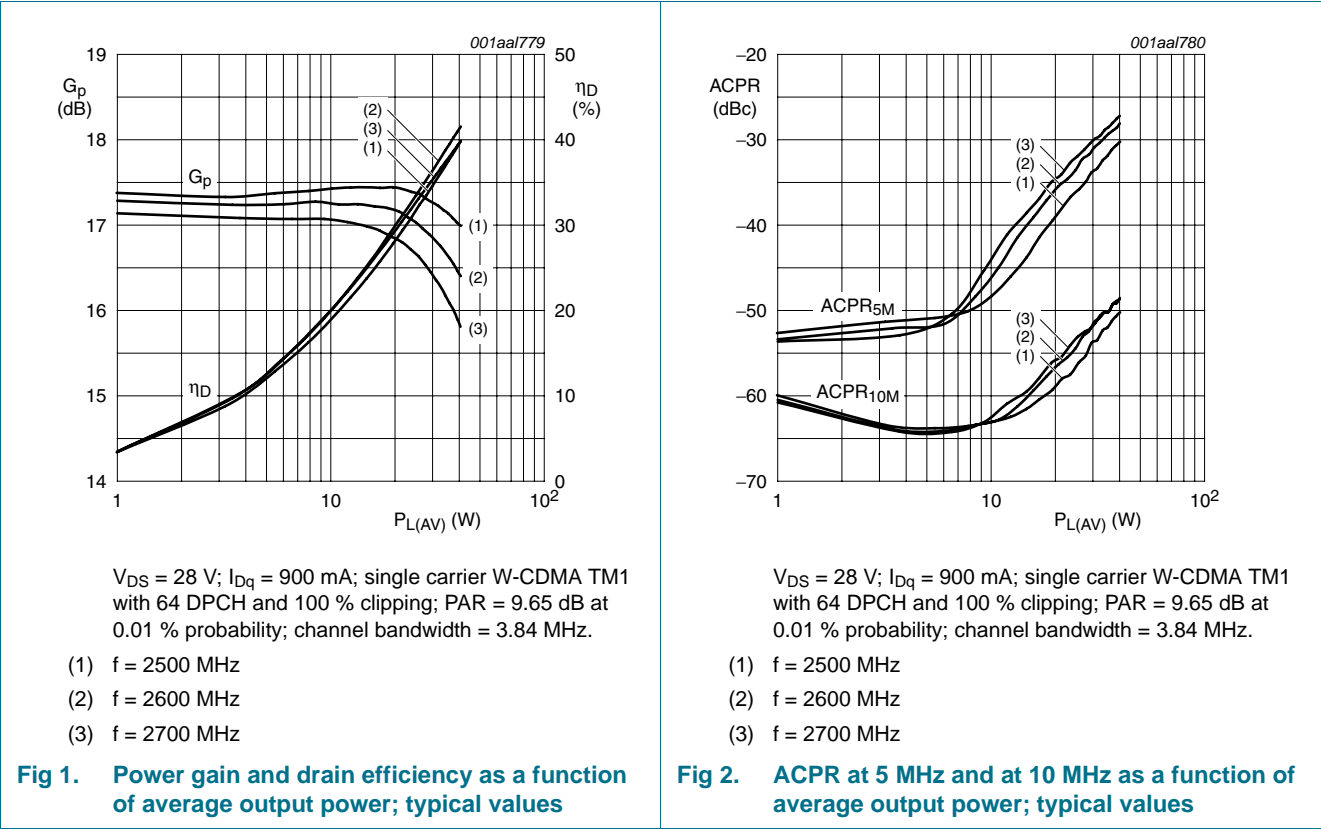 001aal779
19
18
17
16
15
14
Gp
(dB)
50
40
30
20
10
0
ηD
(%)
(2)
(3)
(1)
Gp
(1)
(2)
(3)
ηD
1
10
10²
PL(AV) (W)
VDS = 28 V; IDq = 900 mA; single carrier W-CDMA TM1
with 64 DPCH and 100 % clipping; PAR = 9.65 dB at
0.01 % probability; channel bandwidth = 3.84 MHz.
(1) f = 2500 MHz
(2) f = 2600 MHz
(3) f = 2700 MHz
Fig 1. Power gain and drain efficiency as a function
of average output power; typical values
001aal780
−20
−30
−40
−50
−60
−70
ACPR
(dBc)
(3)
(2)
(1)
ACPR5M
(3)
(2)
(1)
ACPR10M
1
10
10²
PL(AV) (W)
VDS = 28 V; IDq = 900 mA; single carrier W-CDMA TM1
with 64 DPCH and 100 % clipping; PAR = 9.65 dB at
0.01 % probability; channel bandwidth = 3.84 MHz.
(1) f = 2500 MHz
(2) f = 2600 MHz
(3) f = 2700 MHz
Fig 2. ACPR at 5 MHz and at 10 MHz as a function of
average output power; typical values